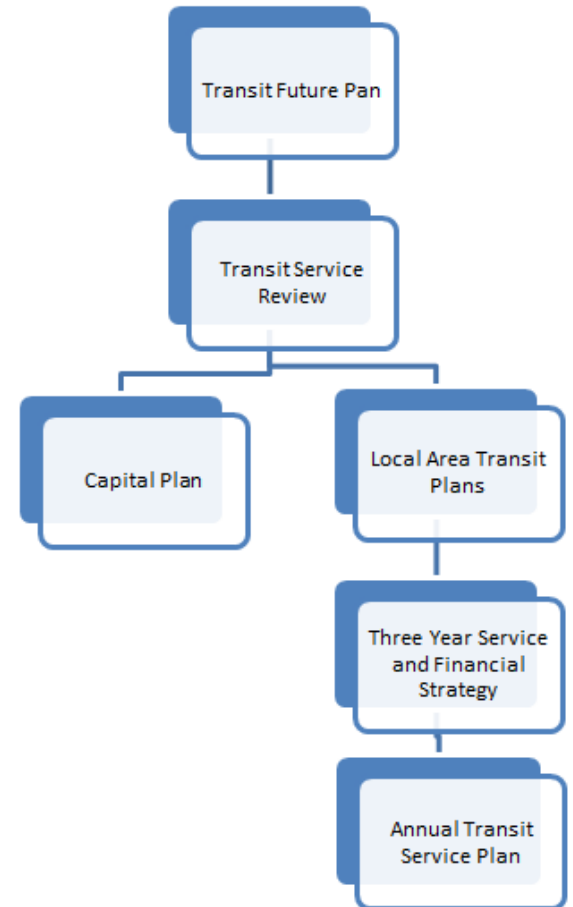 Transit Future Pan
Transit Service
Review
Capital Plan
Local Area Transit
Plans
Three Year Service
and Financial
Strategy
Annual Transit
Service Plan